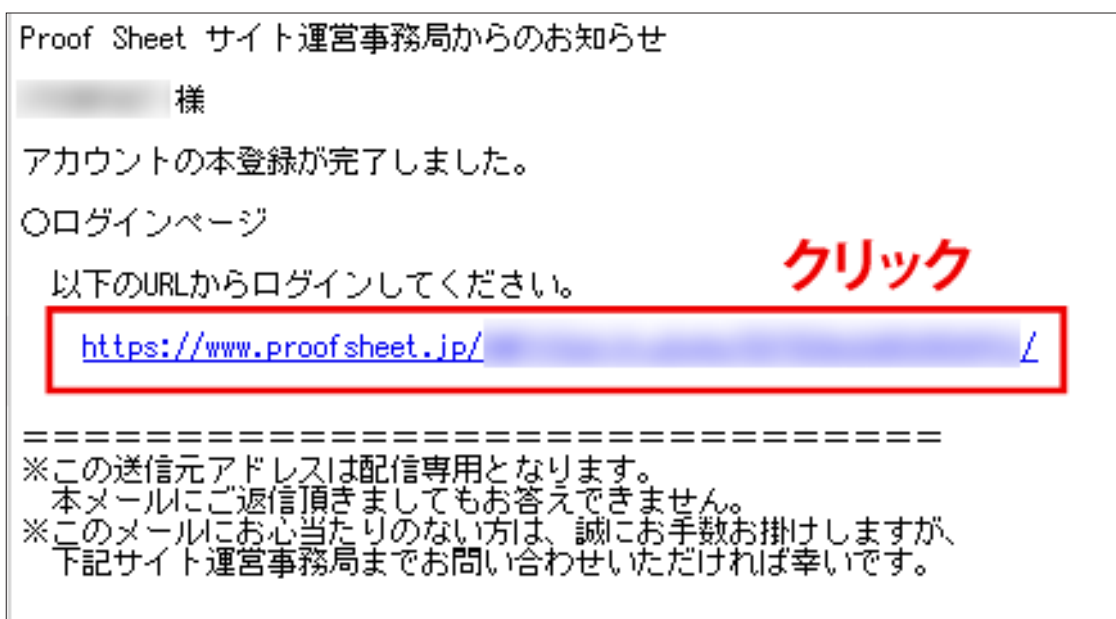 Proof Sheet サイト運営事務局からのお知らせ
様
アカウントの本登録が完了しました。
○ログインページ
クリック
以下のURLからログインしてください。
https://www.proofsheet.jp/ /
==============================
※この送信元アドレスは配信専用となります。
本メールにご返信頂きましてもお答えできません。
※このメールにお心当たりのない方は、誠にお手数お掛けしますが、
下記サイト運営事務局までお問い合わせいただければ幸いです。